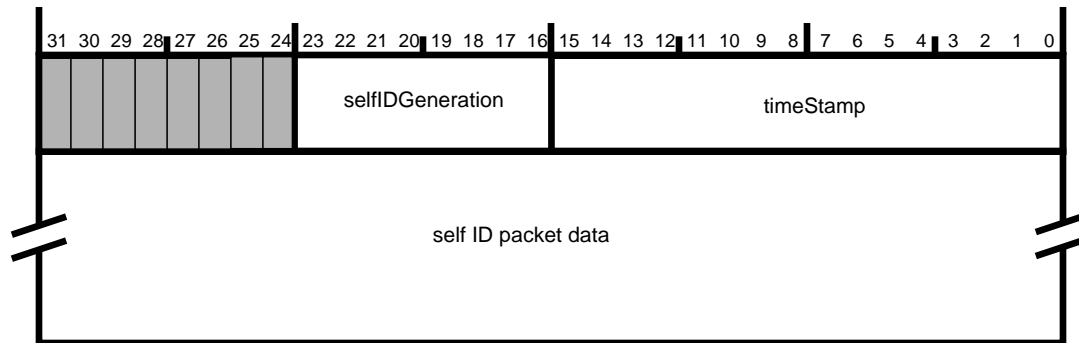 31 30 29 28 27 26 25 24 23 22 21 20 19 18 17 16 15 14 13 12 11 10 9 8 7 6 5 4 3 2 1 0
selfIDGeneration timeStamp
self ID packet data